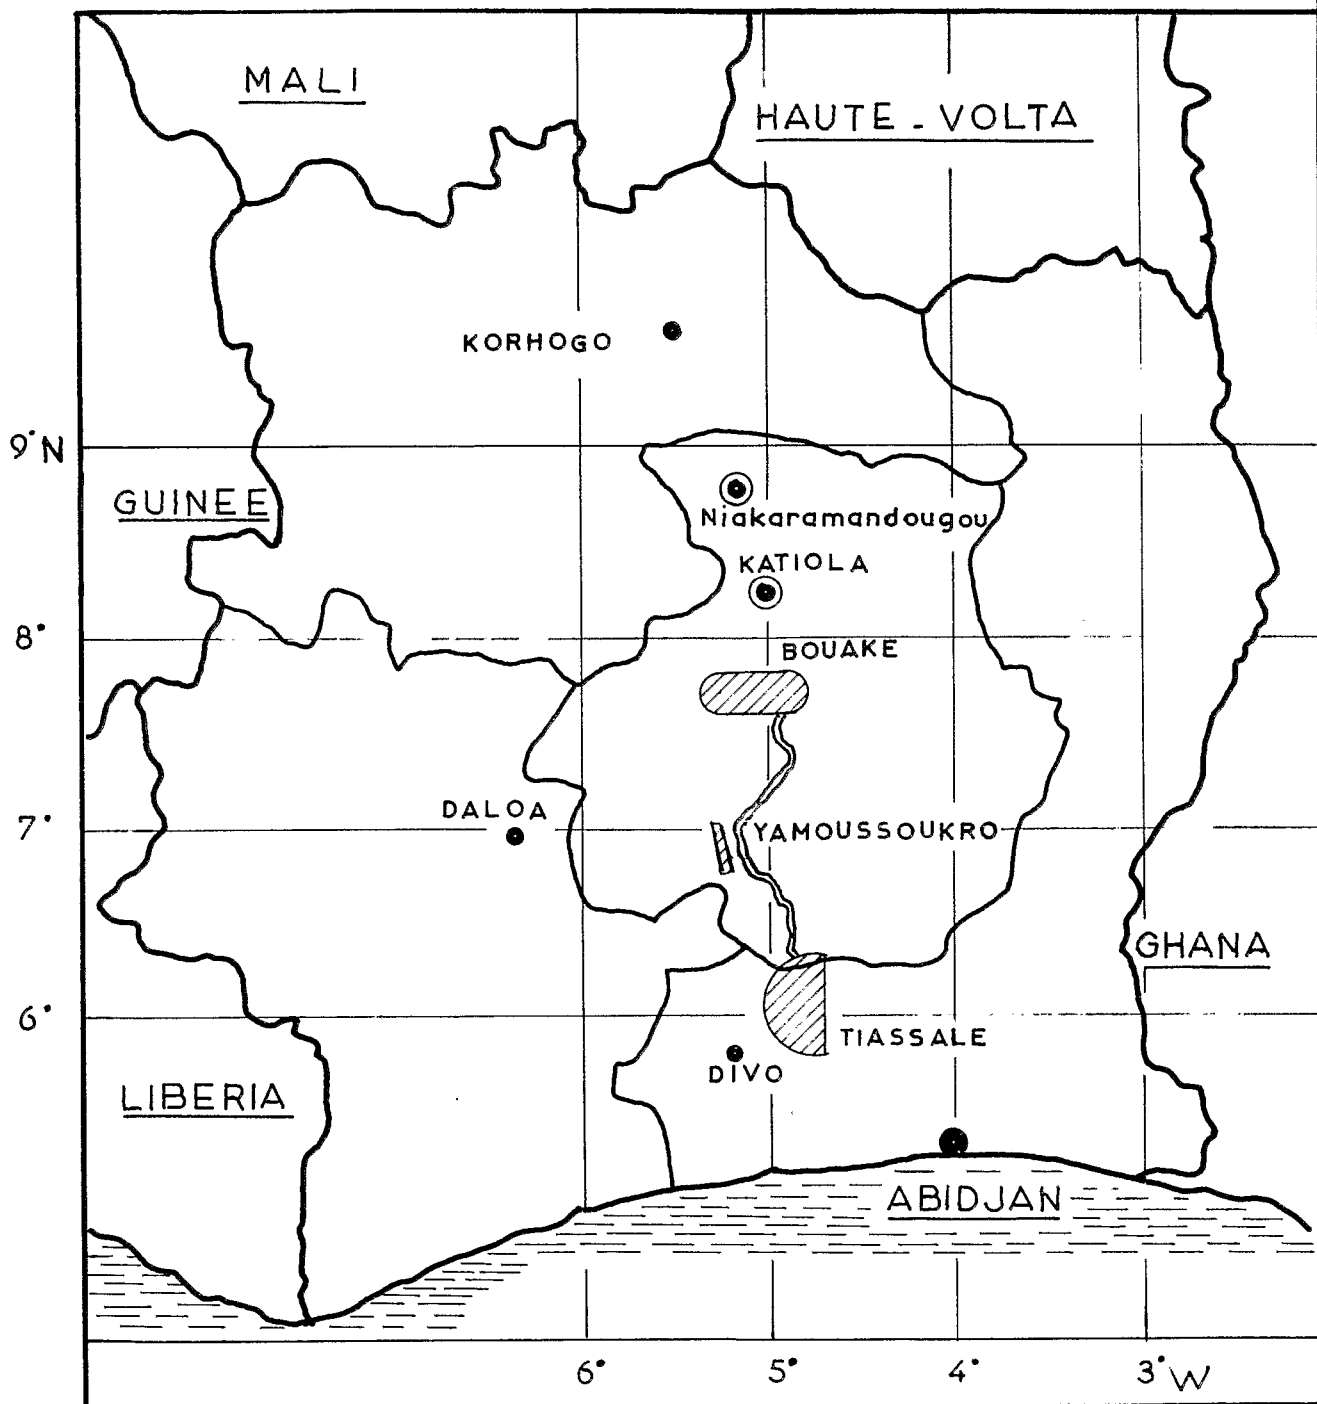 MALI
HAUTE - VOLTA
KORHOGO
9°N
GUINEE
Niakaramandougou
KATIOLA
8°
BOUAKE
DALOA
7°
YAMOUSSOUKRO
GHANA
6°
TIASSALE
DIVO
LIBERIA
ABIDJAN
6° 5° 4° 3°W